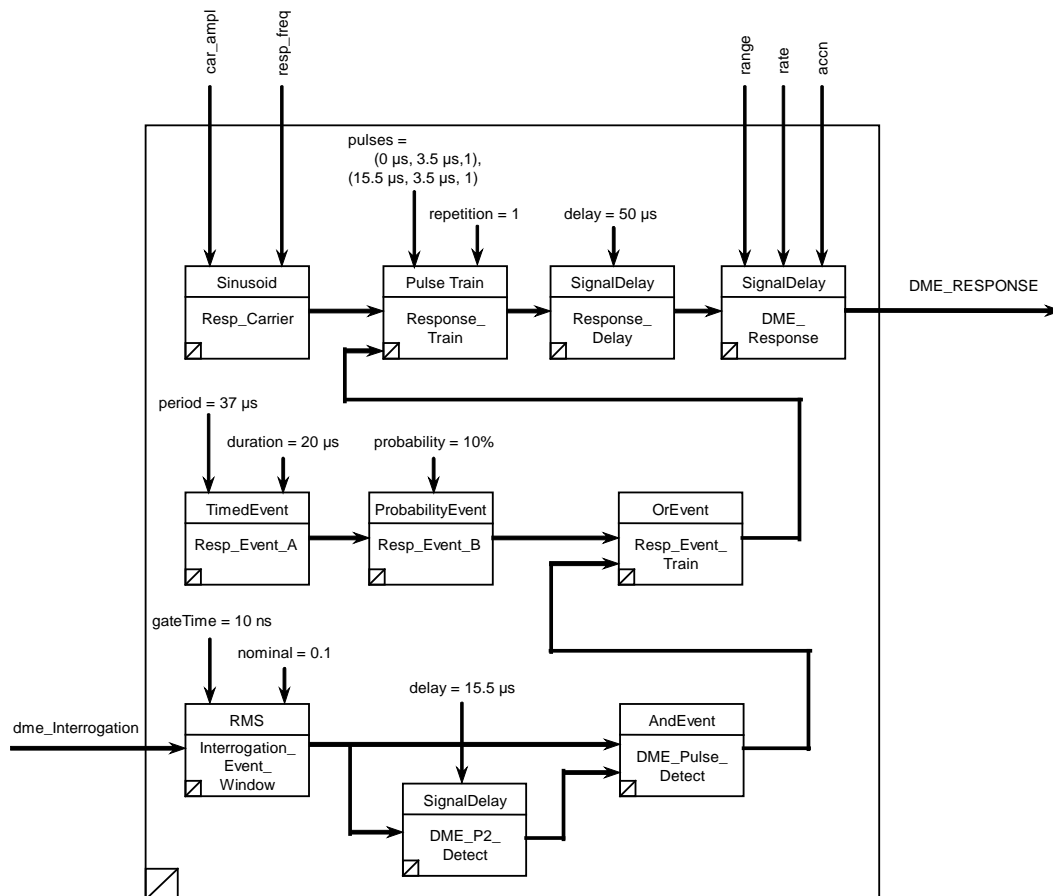 car_ampl
resp_freq
range
rate
accn
pulses =
(0 µs, 3.5 µs,1),
(15.5 µs, 3.5 µs, 1)
repetition = 1
delay = 50 µs
Sinusoid
Resp_Carrier
Pulse Train
Response_
Train
SignalDelay
Response_
Delay
SignalDelay
DME_
Response
DME_RESPONSE
period = 37 µs
duration = 20 µs
probability = 10%
TimedEvent
Resp_Event_A
ProbabilityEvent
Resp_Event_B
OrEvent
Resp_Event_
Train
gateTime = 10 ns
nominal = 0.1
delay = 15.5 µs
dme_Interrogation
RMS
Interrogation_
Event_
Window
SignalDelay
DME_P2_
Detect
AndEvent
DME_Pulse_
Detect